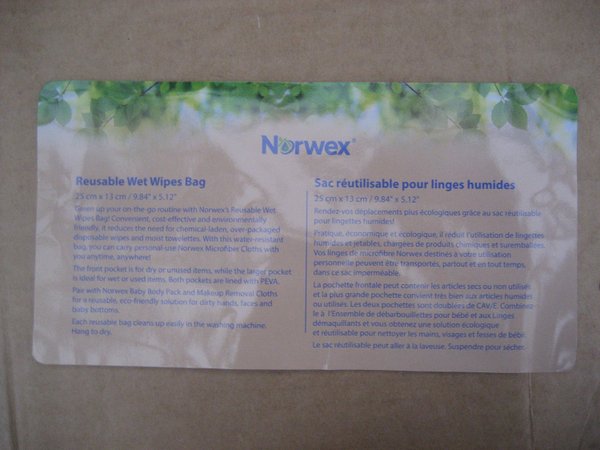 Norwex®
Reusable Wet Wipes Bag
25 cm x 13 cm / 9.84" x 5.12"
Green up your on-the-go routine with Norwex's Reusable Wet
Wipes Bag! Convenient, cost-effective and environmentally
friendly, it reduces the need for chemical-laden, over-packaged
disposable wipes and moist towelettes. With this water-resistant
bag, you can carry personal-use Norwex Microfiber Cloths with
you anytime, anywhere!
The front pocket is for dry or unused items, while the larger pocket
is ideal for wet or used items. Both pockets are lined with PEVA.
Pair with Norwex Baby Body Pack and Makeup Removal Cloths
for a reusable, eco-friendly solution for dirty hands, faces and
baby bottoms.
Each reusable bag cleans up easily in the washing machine.
Hang to dry.
Sac réutilisable pour linges humides
25 cm x 13 cm / 9.84" x 5.12"
Rendez-vos déplacements plus écologiques grâce au sac réutilisable
pour lingettes humides!
Pratique, économique et écologique, il réduit l'utilisation de lingettes
humides et jetables, chargées de produits chimiques et suremballées.
Vos linges de microfibre Norwex destinés à votre utilisation
personnelle peuvent être transportés, partout et en tout temps,
dans ce sac imperméable.
La pochette frontale peut contenir les articles secs ou non utilisés
et la plus grande pochette convient très bien aux articles humides
ou utilisés. Les deux pochettes sont doublées de CAV/E. Combinez
le à l'Ensemble de débarbouillettes pour bébé et aux Linges
démaquillants et vous obtenez une solution écologique
et réutilisable pour nettoyer les mains, visages et fesses de bébé.
Le sac réutilisable peut aller à la laveuse. Suspendre pour sécher.